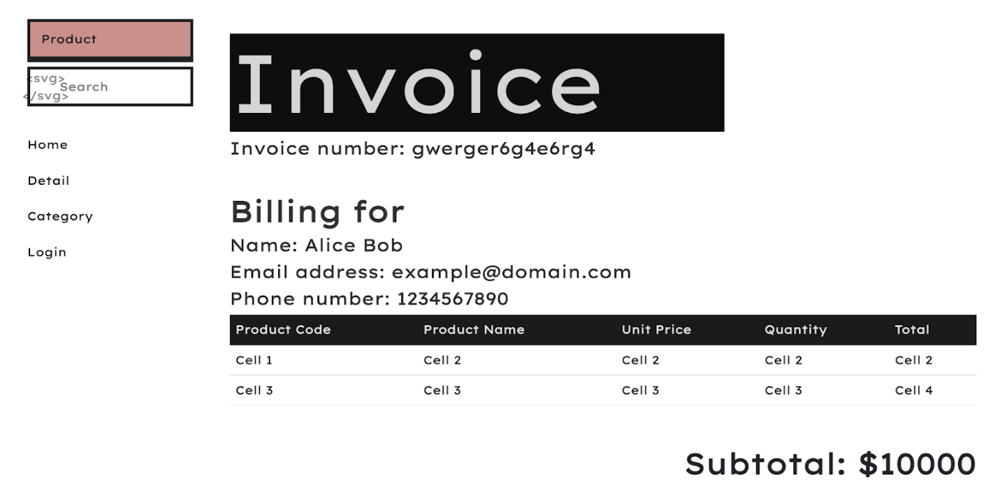 Product
<svg>
Search
</svg>
Home
Detail
Category
Login
Invoice
Invoice number: gwerger6g4e6rg4
Billing for
Name: Alice Bob
Email address: example@domain.com
Phone number: 1234567890
Product Code Product Name Unit Price Quantity Total
Cell 1 Cell 2 Cell 2 Cell 2 Cell 2
Cell 3 Cell 3 Cell 3 Cell 3 Cell 4
Subtotal: $10000